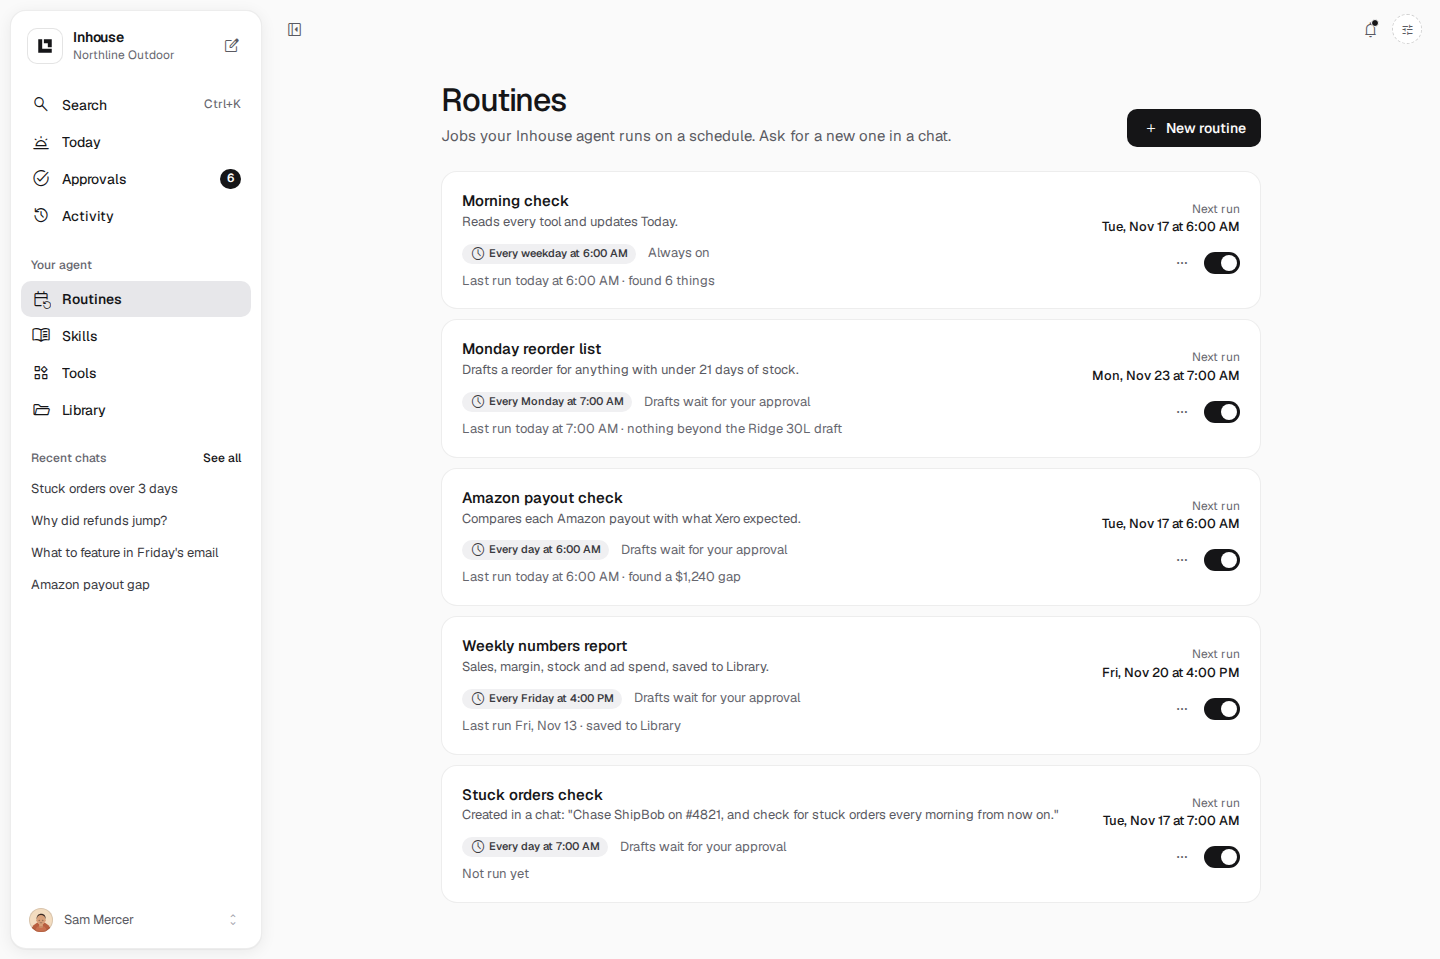 Inhouse
Northline Outdoor
Search Ctrl+K
Today
Approvals 6
Activity
Your agent
Routines
Skills
Tools
Library
Recent chats See all
Stuck orders over 3 days
Why did refunds jump?
What to feature in Friday's email
Amazon payout gap
Sam Mercer
Routines
Jobs your Inhouse agent runs on a schedule. Ask for a new one in a chat.
+ New routine
Morning check
Reads every tool and updates Today.
Every weekday at 6:00 AM Always on
Last run today at 6:00 AM · found 6 things
Next run
Tue, Nov 17 at 6:00 AM
Monday reorder list
Drafts a reorder for anything with under 21 days of stock.
Every Monday at 7:00 AM Drafts wait for your approval
Last run today at 7:00 AM · nothing beyond the Ridge 30L draft
Next run
Mon, Nov 23 at 7:00 AM
Amazon payout check
Compares each Amazon payout with what Xero expected.
Every day at 6:00 AM Drafts wait for your approval
Last run today at 6:00 AM · found a $1,240 gap
Next run
Tue, Nov 17 at 6:00 AM
Weekly numbers report
Sales, margin, stock and ad spend, saved to Library.
Every Friday at 4:00 PM Drafts wait for your approval
Last run Fri, Nov 13 · saved to Library
Next run
Fri, Nov 20 at 4:00 PM
Stuck orders check
Created in a chat: "Chase ShipBob on #4821, and check for stuck orders every morning from now on."
Every day at 7:00 AM Drafts wait for your approval
Not run yet
Next run
Tue, Nov 17 at 7:00 AM